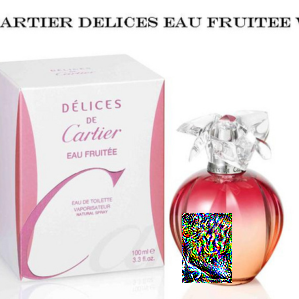 ARTIER DELICES EAU FRUITEE
DÉLICES
DE
Cartier
EAU FRUITÉE
EAU DE TOILETTE
VAPORISATEUR
NATURAL SPRAY
100 ml
3.3 fl. oz.